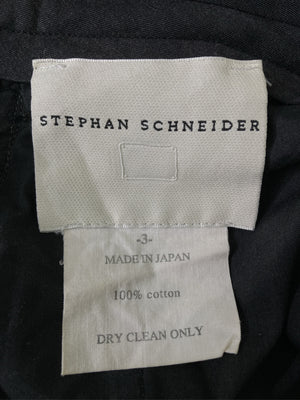 STEPHAN SCHNEIDER
-3-
MADE IN JAPAN
100% cotton
DRY CLEAN ONLY